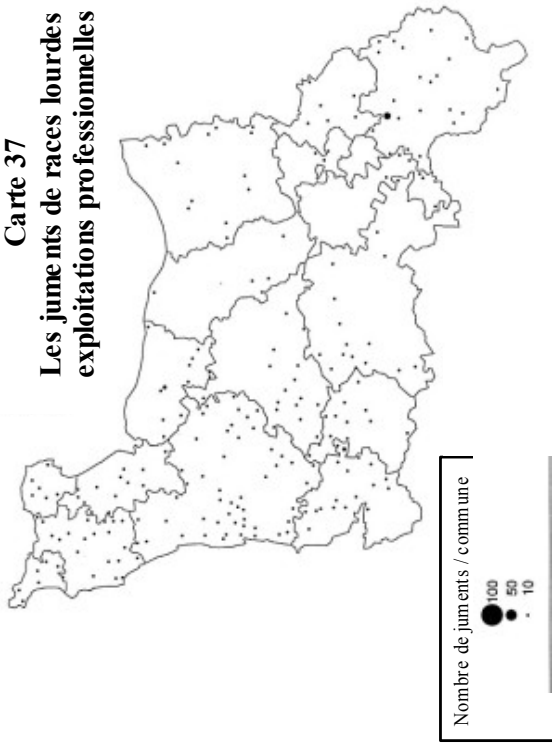 Carte 37
Les juments de races lourdes
exploitations professionnelles
Nombre de juments / commune
100
50
10